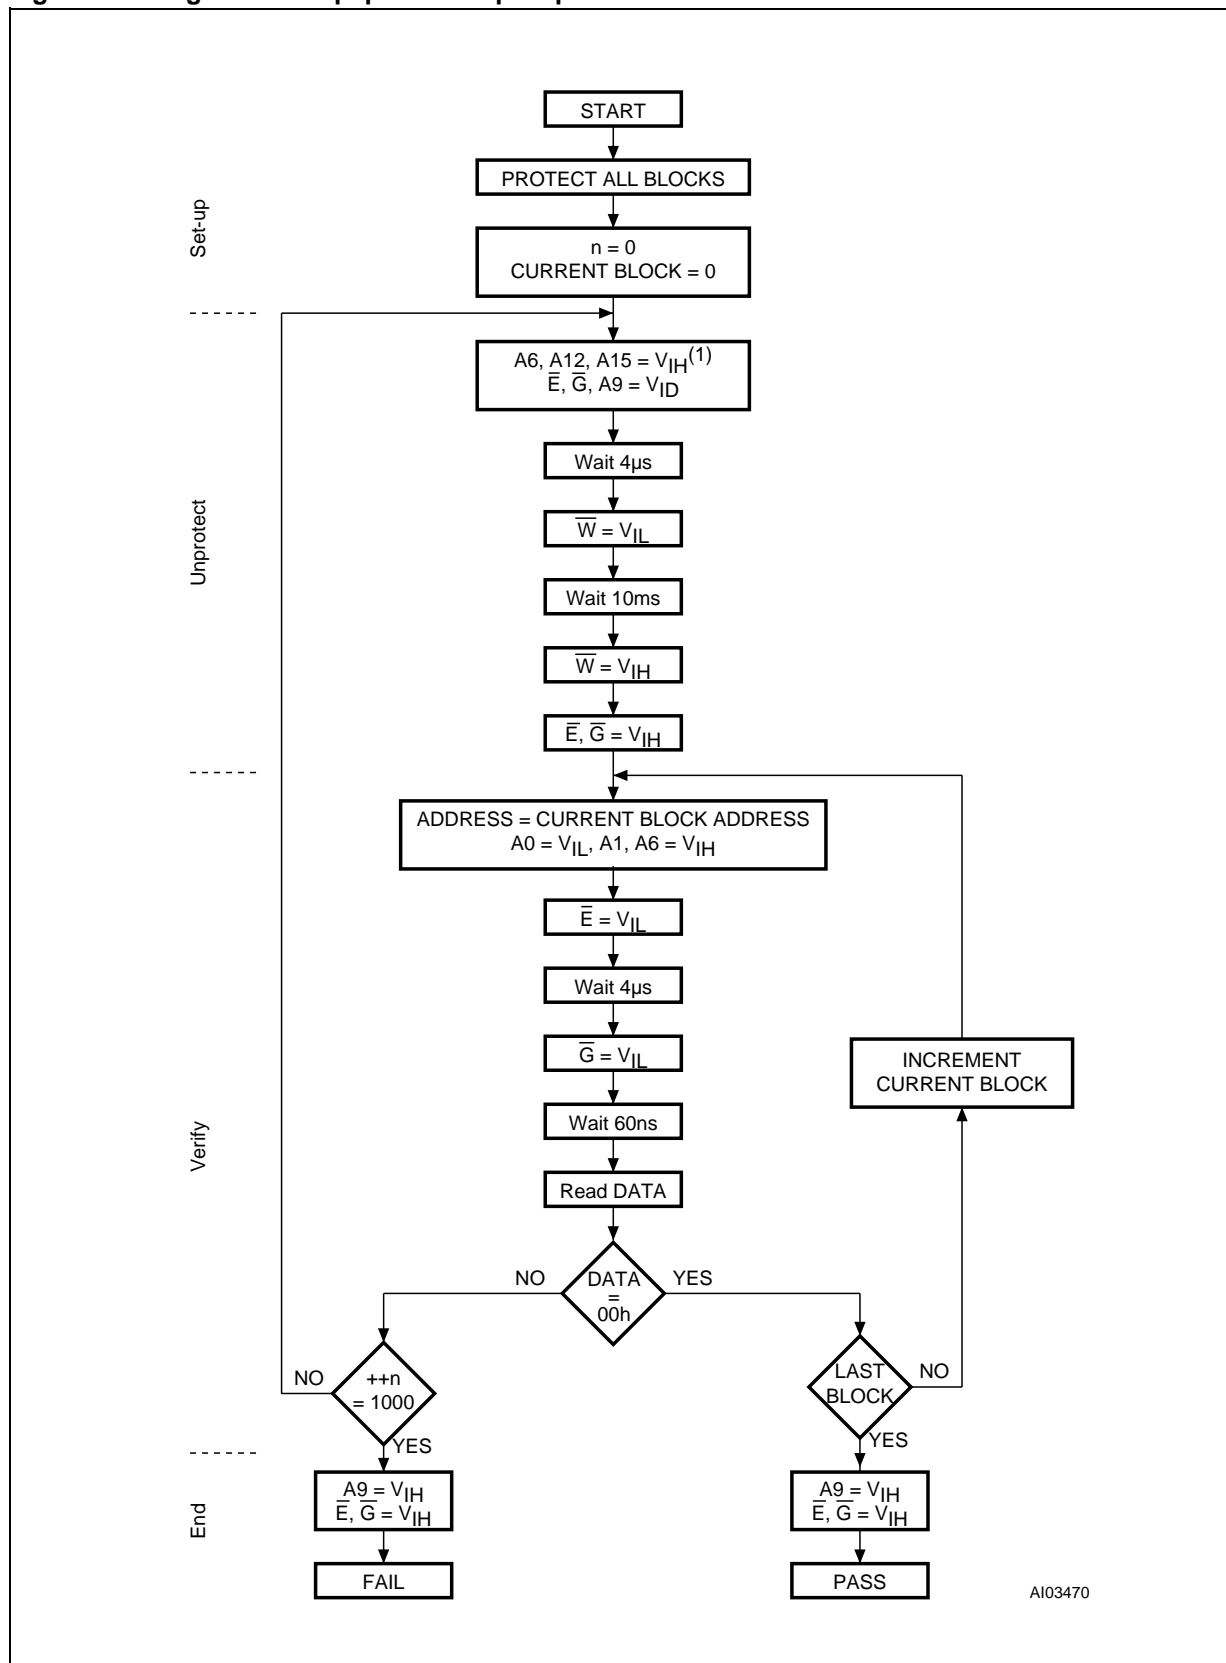 START
PROTECT ALL BLOCKS
Set-up
n = 0
CURRENT BLOCK = 0
A6, A12, A15 = VIH(1)
E̅, G̅, A9 = VID
Wait 4µs
Unprotect
W̅ = VIL
Wait 10ms
W̅ = VIH
E̅, G̅ = VIH
ADDRESS = CURRENT BLOCK ADDRESS
A0 = VIL, A1, A6 = VIH
E̅ = VIL
Wait 4µs
G̅ = VIL
INCREMENT
CURRENT BLOCK
Wait 60ns
Verify
Read DATA
NO
DATA
=
00h
YES
NO
++n
= 1000
YES
LAST
BLOCK
NO
YES
End
A9 = VIH
E̅, G̅ = VIH
A9 = VIH
E̅, G̅ = VIH
FAIL
PASS
AI03470